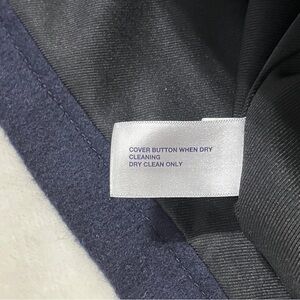 COVER BUTTON WHEN DRY
CLEANING
DRY CLEAN ONLY